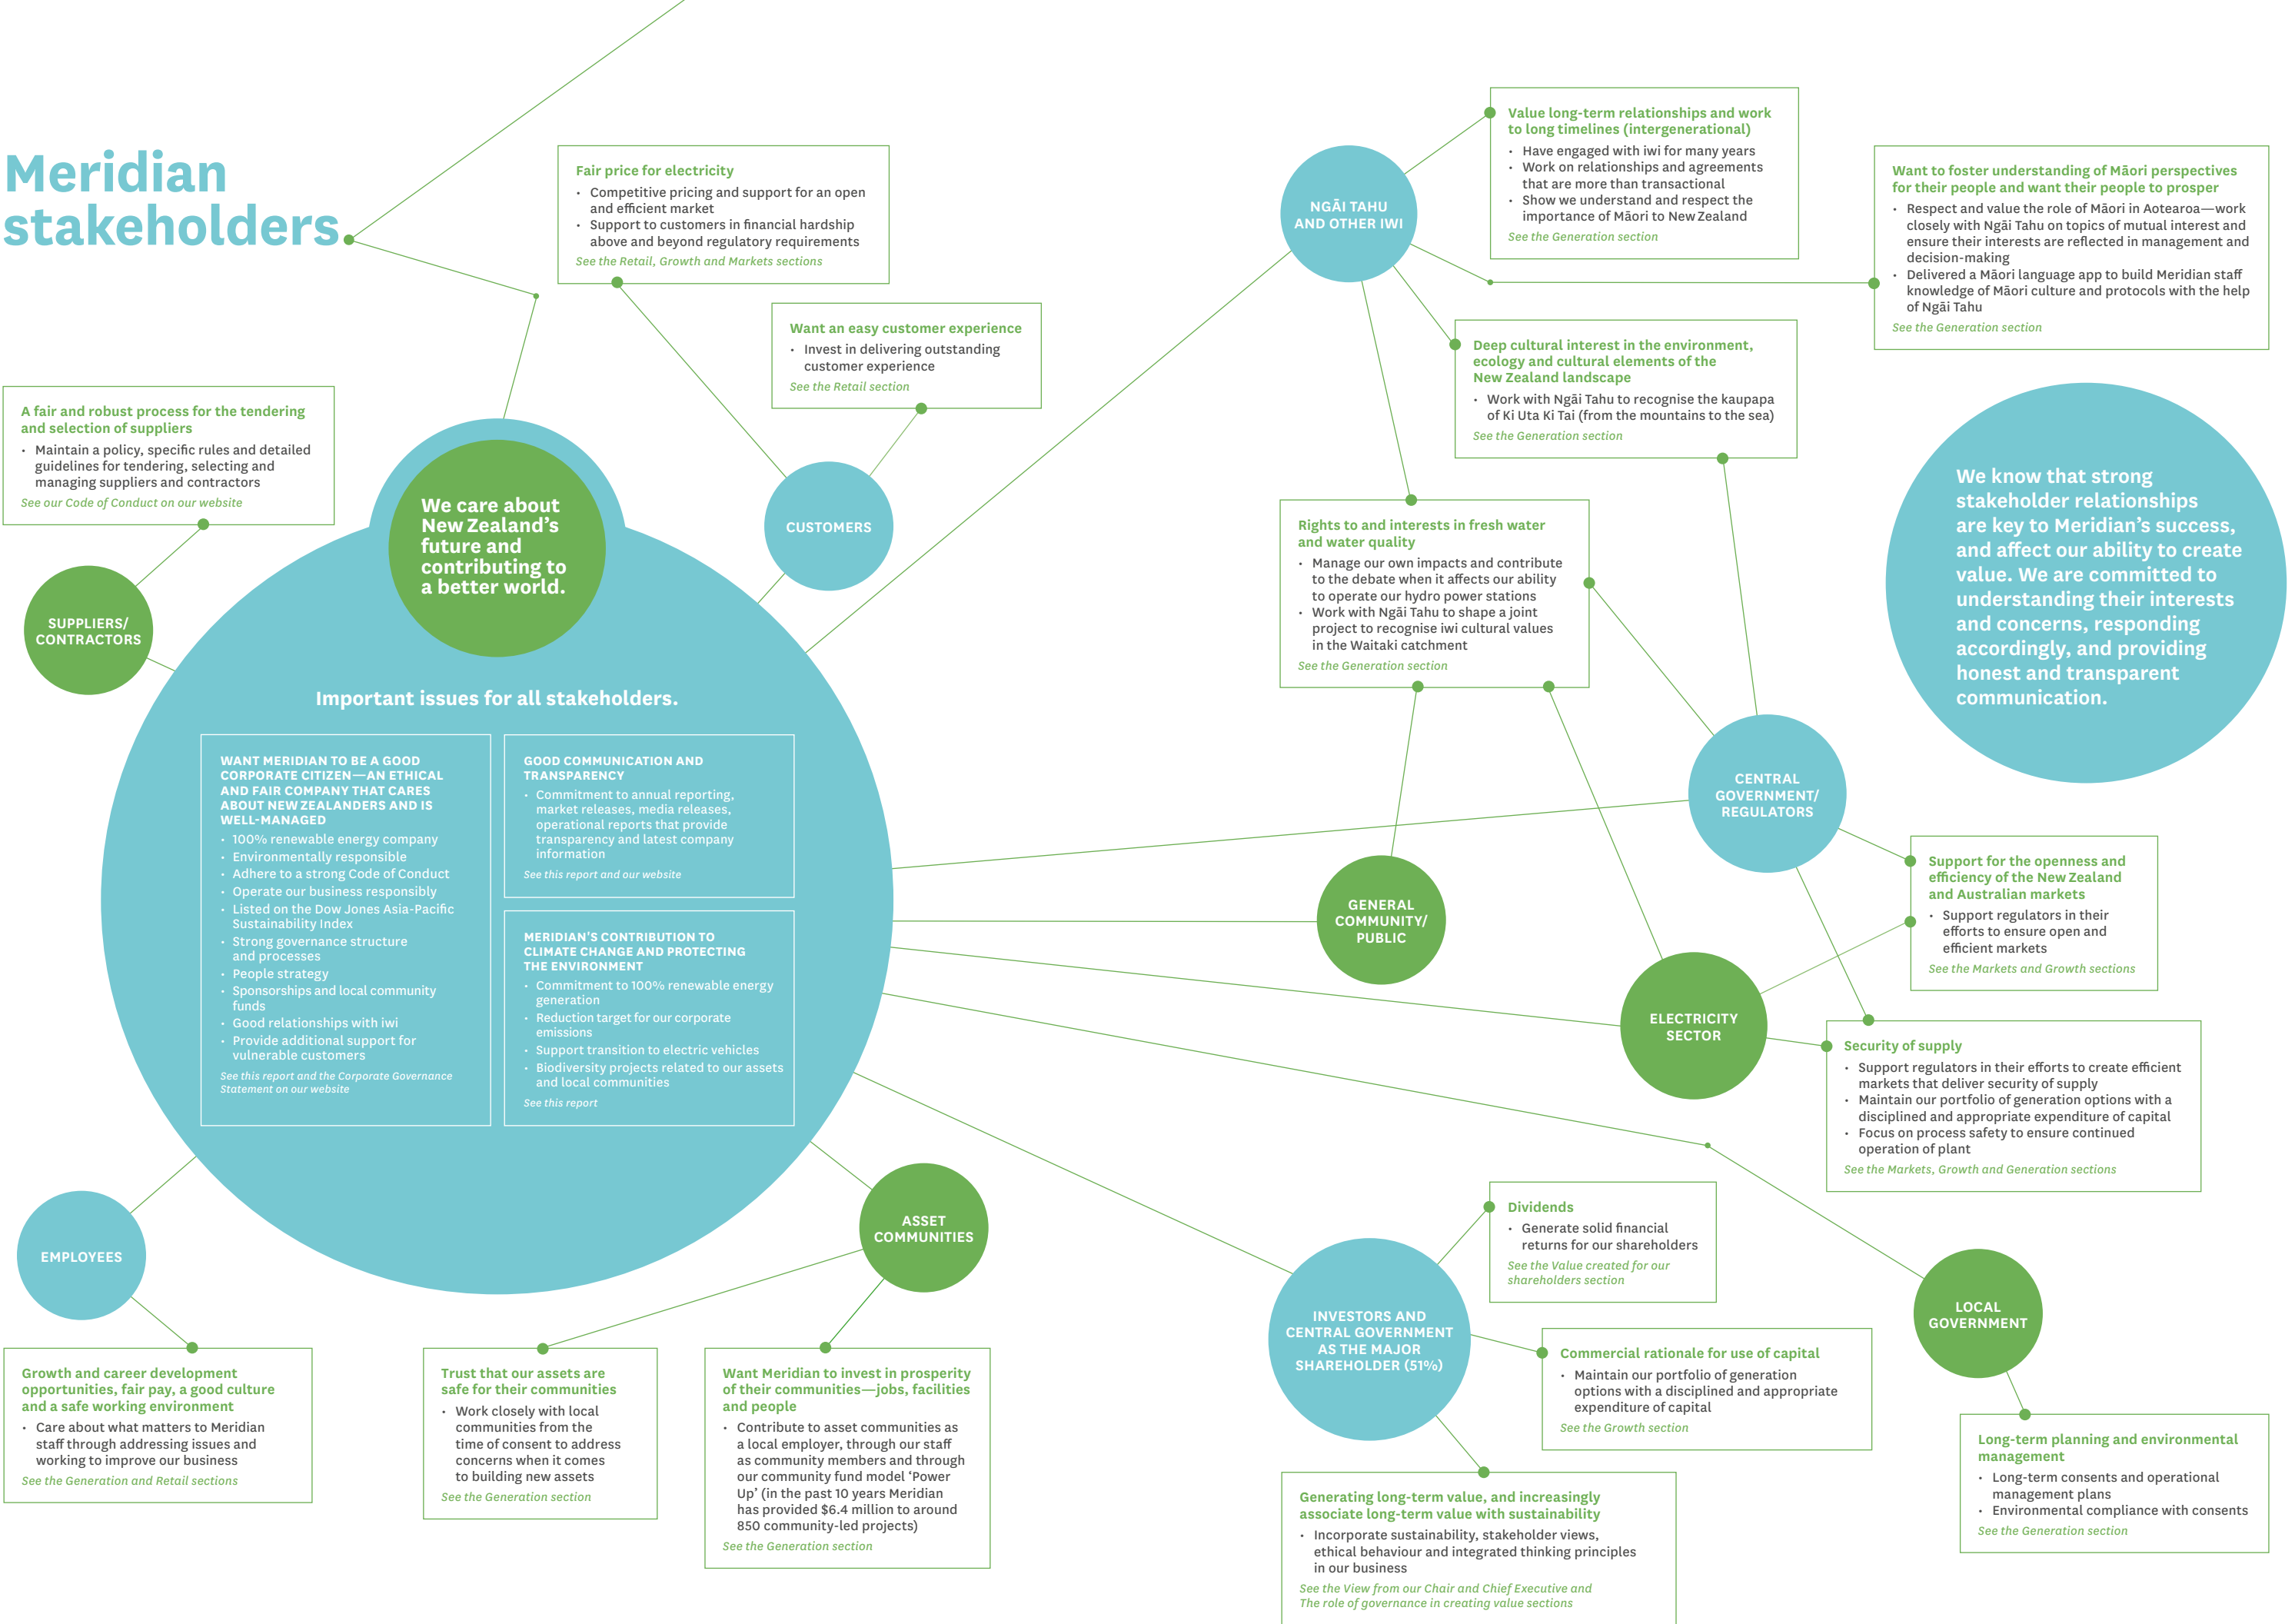 Meridian
stakeholders
Fair price for electricity
• Competitive pricing and support for an open
and efficient market
• Support to customers in financial hardship
above and beyond regulatory requirements
See the Retail, Growth and Markets sections
Want an easy customer experience
• Invest in delivering outstanding
customer experience
See the Retail section
A fair and robust process for the tendering
and selection of suppliers
• Maintain a policy, specific rules and detailed
guidelines for tendering, selecting and
managing suppliers and contractors
See our Code of Conduct on our website
SUPPLIERS/
CONTRACTORS
We care about
New Zealand's
future and
contributing to
a better world.
CUSTOMERS
Important issues for all stakeholders.
WANT MERIDIAN TO BE A GOOD
CORPORATE CITIZEN—AN ETHICAL
AND FAIR COMPANY THAT CARES
ABOUT NEW ZEALANDERS AND IS
WELL-MANAGED
• 100% renewable energy company
• Environmentally responsible
• Adhere to a strong Code of Conduct
• Operate our business responsibly
• Listed on the Dow Jones Asia-Pacific
Sustainability Index
• Strong governance structure
and processes
• People strategy
• Sponsorships and local community
funds
• Good relationships with iwi
• Provide additional support for
vulnerable customers
See this report and the Corporate Governance
Statement on our website
GOOD COMMUNICATION AND
TRANSPARENCY
• Commitment to annual reporting,
market releases, media releases,
operational reports that provide
transparency and latest company
information
See this report and our website
MERIDIAN'S CONTRIBUTION TO
CLIMATE CHANGE AND PROTECTING
THE ENVIRONMENT
• Commitment to 100% renewable energy
generation
• Reduction target for our corporate
emissions
• Support transition to electric vehicles
• Biodiversity projects related to our assets
and local communities
See this report
EMPLOYEES
Growth and career development
opportunities, fair pay, a good culture
and a safe working environment
• Care about what matters to Meridian
staff through addressing issues and
working to improve our business
See the Generation and Retail sections
ASSET
COMMUNITIES
Trust that our assets are
safe for their communities
• Work closely with local
communities from the
time of consent to address
concerns when it comes
to building new assets
See the Generation section
Want Meridian to invest in prosperity
of their communities—jobs, facilities
and people
• Contribute to asset communities as
a local employer, through our staff
as community members and through
our community fund model 'Power
Up' (in the past 10 years Meridian
has provided $6.4 million to around
850 community-led projects)
See the Generation section
NGĀI TAHU
AND OTHER IWI
Value long-term relationships and work
to long timelines (intergenerational)
• Have engaged with iwi for many years
• Work on relationships and agreements
that are more than transactional
• Show we understand and respect the
importance of Māori to New Zealand
See the Generation section
Want to foster understanding of Māori perspectives
for their people and want their people to prosper
• Respect and value the role of Māori in Aotearoa—work
closely with Ngāi Tahu on topics of mutual interest and
ensure their interests are reflected in management and
decision-making
• Delivered a Māori language app to build Meridian staff
knowledge of Māori culture and protocols with the help
of Ngāi Tahu
See the Generation section
Deep cultural interest in the environment,
ecology and cultural elements of the
New Zealand landscape
• Work with Ngāi Tahu to recognise the kaupapa
of Ki Uta Ki Tai (from the mountains to the sea)
See the Generation section
Rights to and interests in fresh water
and water quality
• Manage our own impacts and contribute
to the debate when it affects our ability
to operate our hydro power stations
• Work with Ngāi Tahu to shape a joint
project to recognise iwi cultural values
in the Waitaki catchment
See the Generation section
We know that strong
stakeholder relationships
are key to Meridian's success,
and affect our ability to create
value. We are committed to
understanding their interests
and concerns, responding
accordingly, and providing
honest and transparent
communication.
CENTRAL
GOVERNMENT/
REGULATORS
GENERAL
COMMUNITY/
PUBLIC
ELECTRICITY
SECTOR
Support for the openness and
efficiency of the New Zealand
and Australian markets
• Support regulators in their
efforts to ensure open and
efficient markets
See the Markets and Growth sections
Security of supply
• Support regulators in their efforts to create efficient
markets that deliver security of supply
• Maintain our portfolio of generation options with a
disciplined and appropriate expenditure of capital
• Focus on process safety to ensure continued
operation of plant
See the Markets, Growth and Generation sections
INVESTORS AND
CENTRAL GOVERNMENT
AS THE MAJOR
SHAREHOLDER (51%)
Dividends
• Generate solid financial
returns for our shareholders
See the Value created for our
shareholders section
Commercial rationale for use of capital
• Maintain our portfolio of generation
options with a disciplined and appropriate
expenditure of capital
See the Growth section
Generating long-term value, and increasingly
associate long-term value with sustainability
• Incorporate sustainability, stakeholder views,
ethical behaviour and integrated thinking principles
in our business
See the View from our Chair and Chief Executive and
The role of governance in creating value sections
LOCAL
GOVERNMENT
Long-term planning and environmental
management
• Long-term consents and operational
management plans
• Environmental compliance with consents
See the Generation section